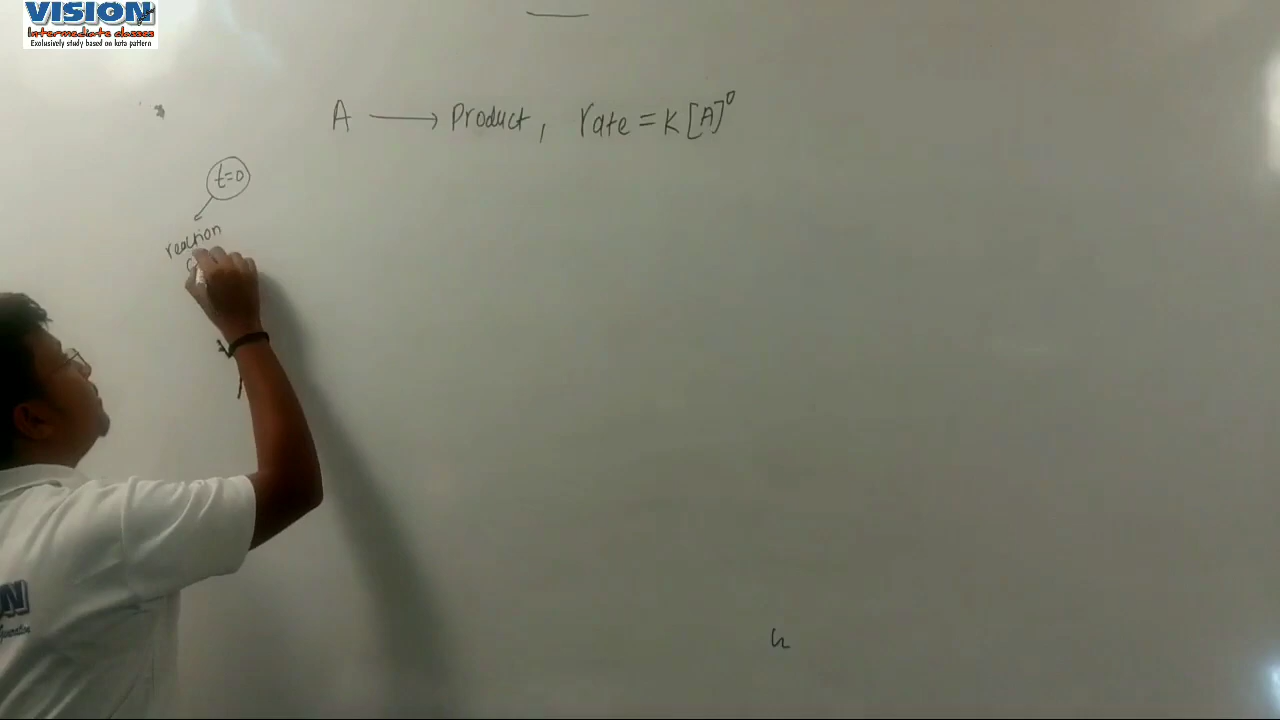 VISION
Intermediate classes
Exclusively study based on kota pattern
A ⟶ Product, rate = K[A]⁰
t=0
reaction
N